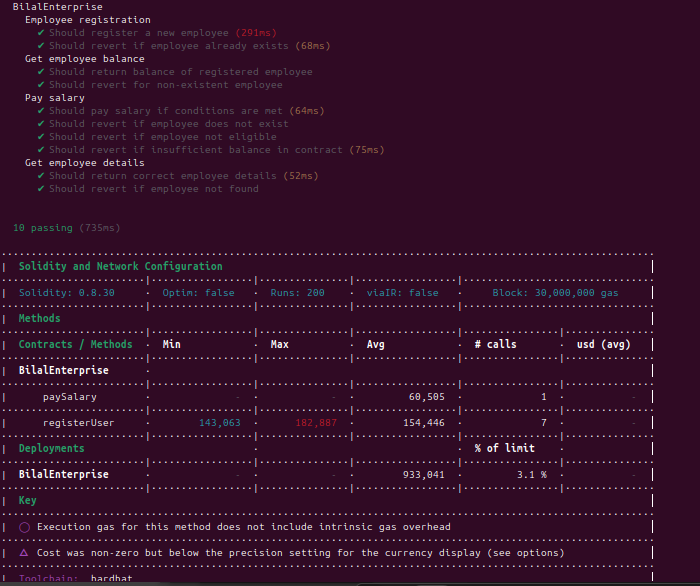 BilalEnterprise
Employee registration
✔ Should register a new employee (291ms)
✔ Should revert if employee already exists (68ms)
Get employee balance
✔ Should return balance of registered employee
✔ Should revert for non-existent employee
Pay salary
✔ Should pay salary if conditions are met (64ms)
✔ Should revert if employee does not exist
✔ Should revert if employee not eligible
✔ Should revert if insufficient balance in contract (75ms)
Get employee details
✔ Should return correct employee details (52ms)
✔ Should revert if employee not found
10 passing (735ms)
| Solidity and Network Configuration |
| Solidity: 0.8.30 · Optim: false · Runs: 200 · viaIR: false · Block: 30,000,000 gas |
| Methods |
| Contracts / Methods · Min · Max · Avg · # calls · usd (avg) |
| BilalEnterprise · |
| paySalary · - · - · 60,505 · 1 · - |
| registerUser · 143,063 · 182,887 · 154,446 · 7 · - |
| Deployments · · % of limit · |
| BilalEnterprise · - · - · 933,041 · 3.1 % · - |
| Key |
| ◯ Execution gas for this method does not include intrinsic gas overhead |
| △ Cost was non-zero but below the precision setting for the currency display (see options) |
| Toolchain: hardhat |